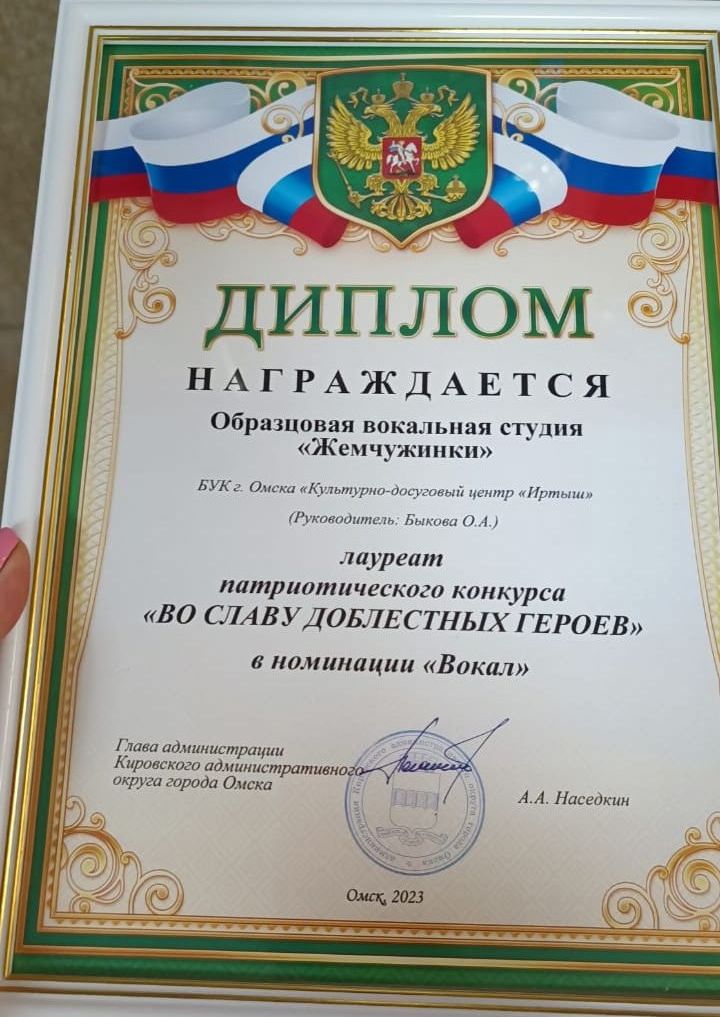 ДИПЛОМ
НАГРАЖДАЕТСЯ
Образцовая вокальная студия
«Жемчужинки»
БУК г. Омска «Культурно-досуговый центр «Иртыш»
(Руководитель: Быкова О.А.)
лауреат
патриотического конкурса
«ВО СЛАВУ ДОБЛЕСТНЫХ ГЕРОЕВ»
в номинации «Вокал»
Глава администрации
Кировского административного
округа города Омска
А.А. Наседкин
Омск, 2023